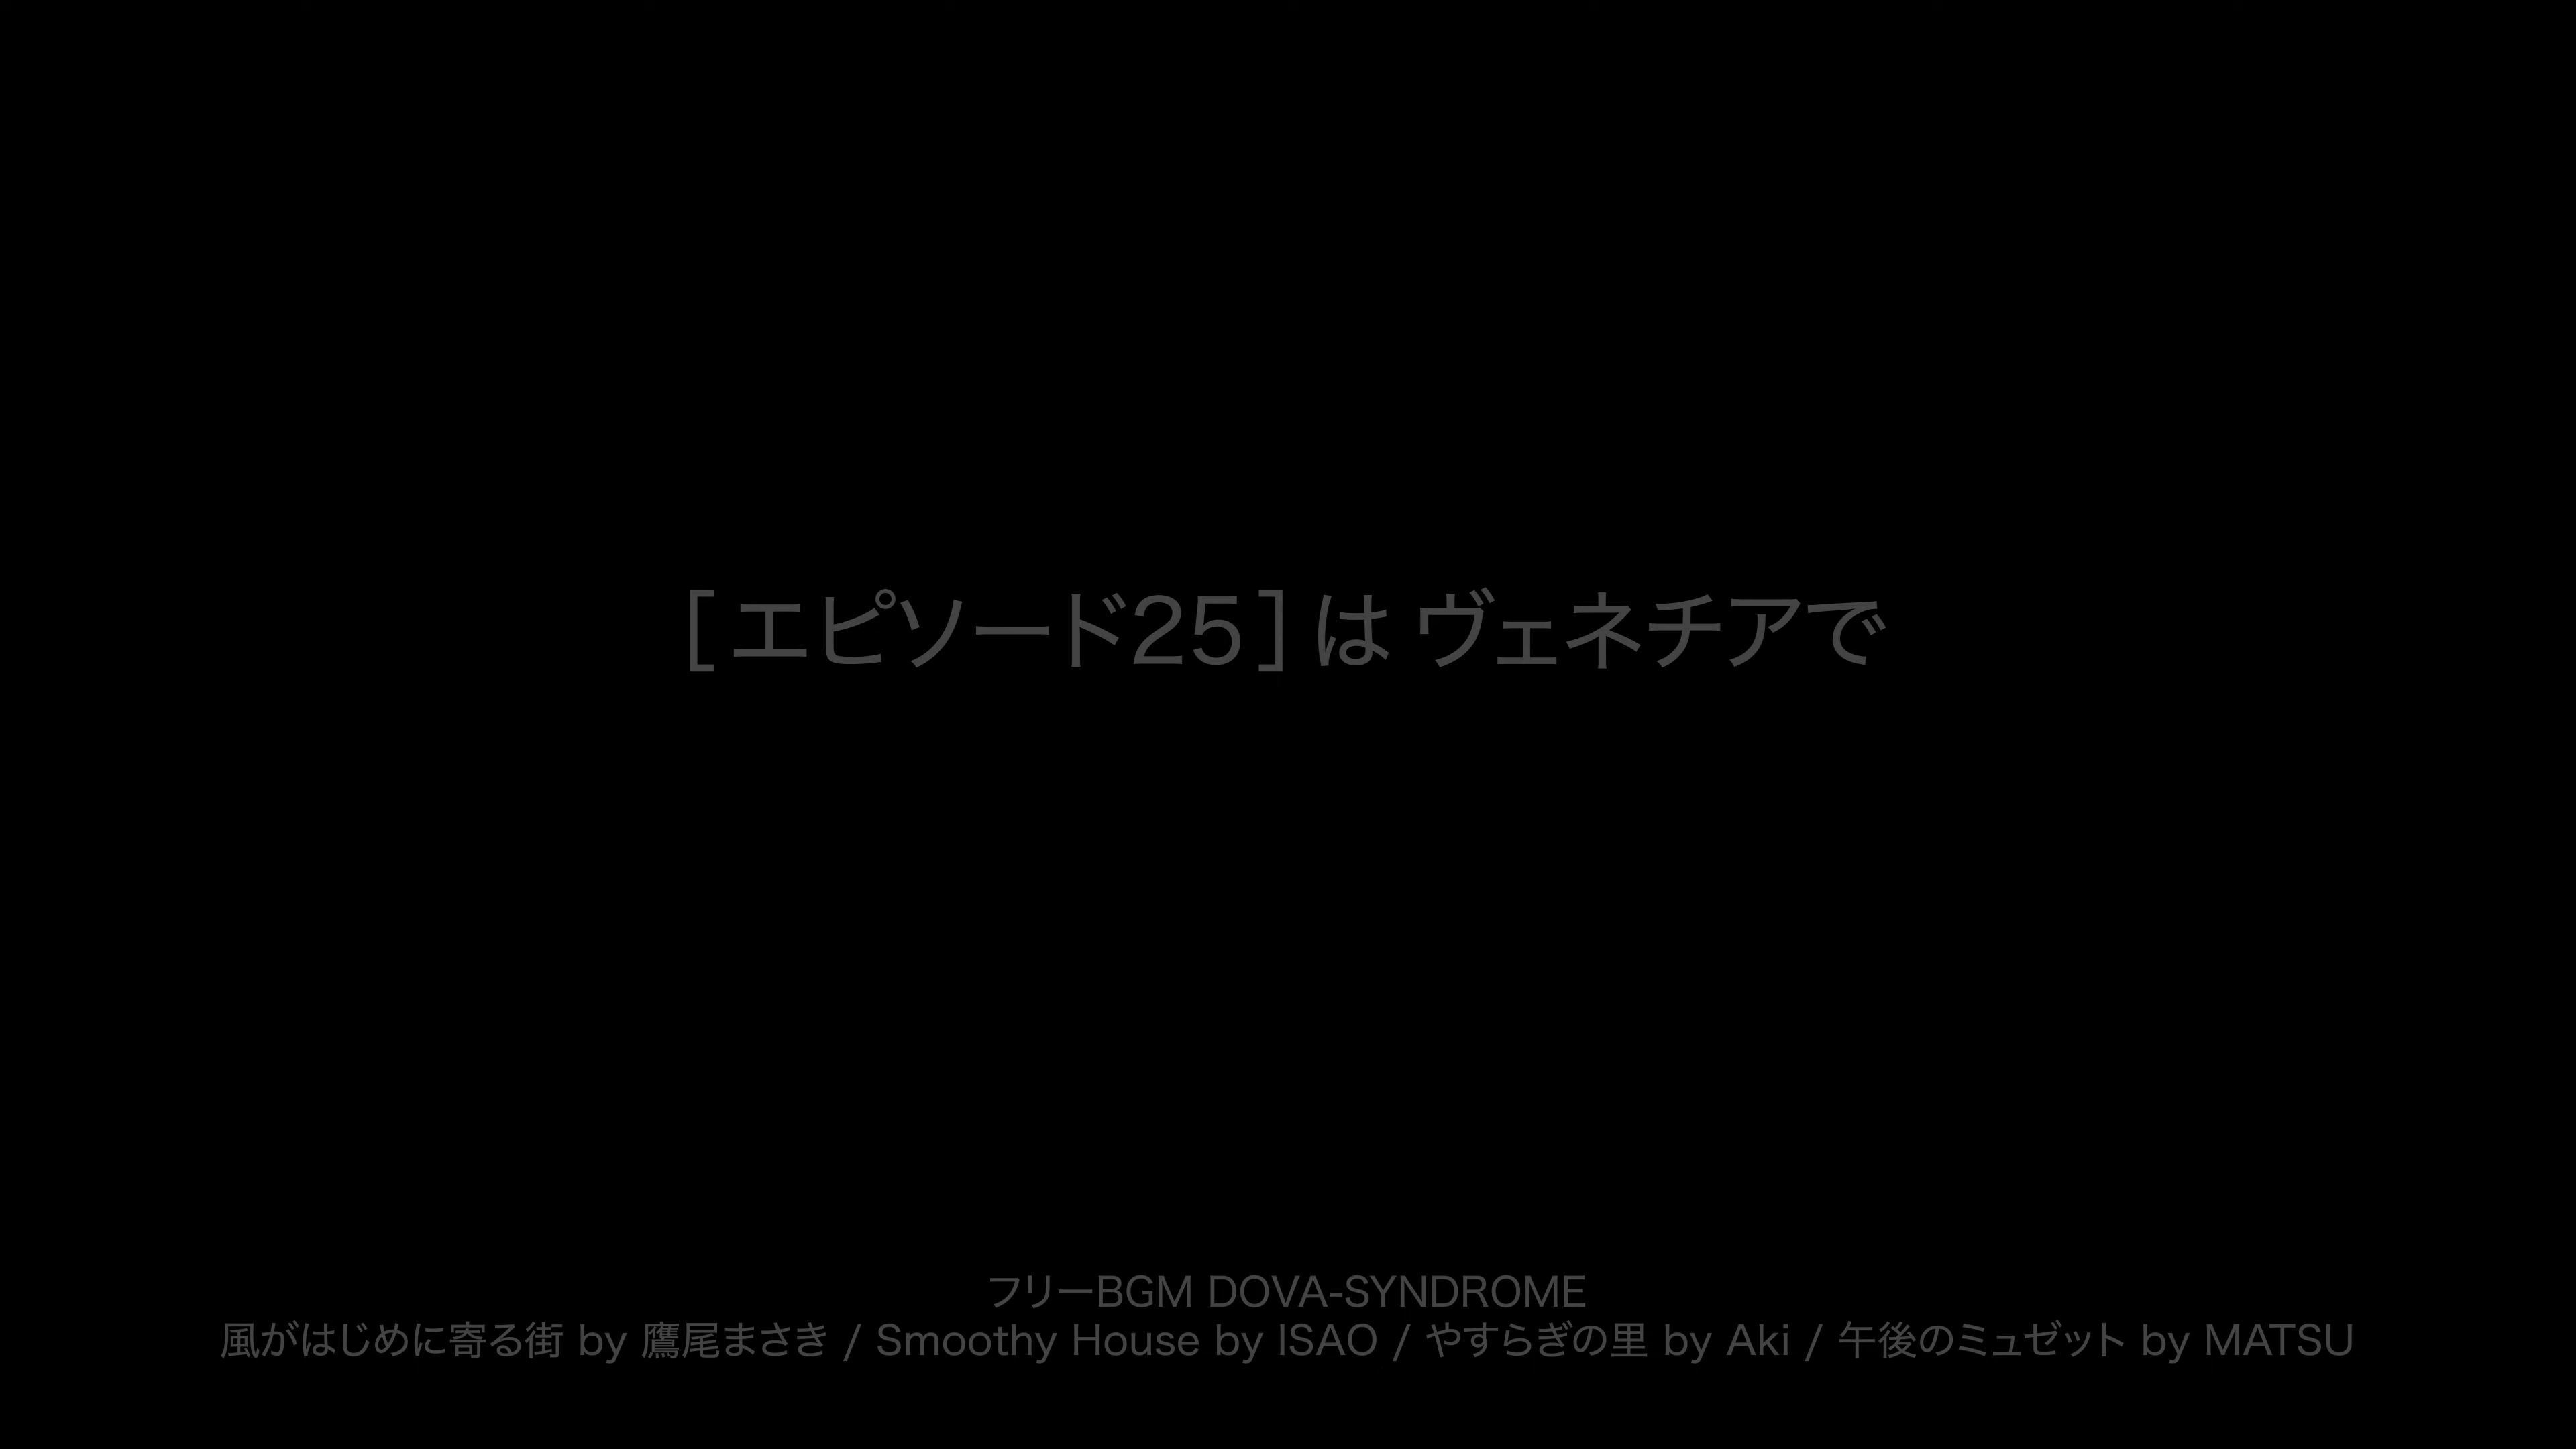 [エピソード25]は ヴェネチアで
フリーBGM DOVA-SYNDROME
風がはじめに寄る街 by 鷹尾まさき / Smoothy House by ISAO / やすらぎの里 by Aki / 午後のミュゼット by MATSU